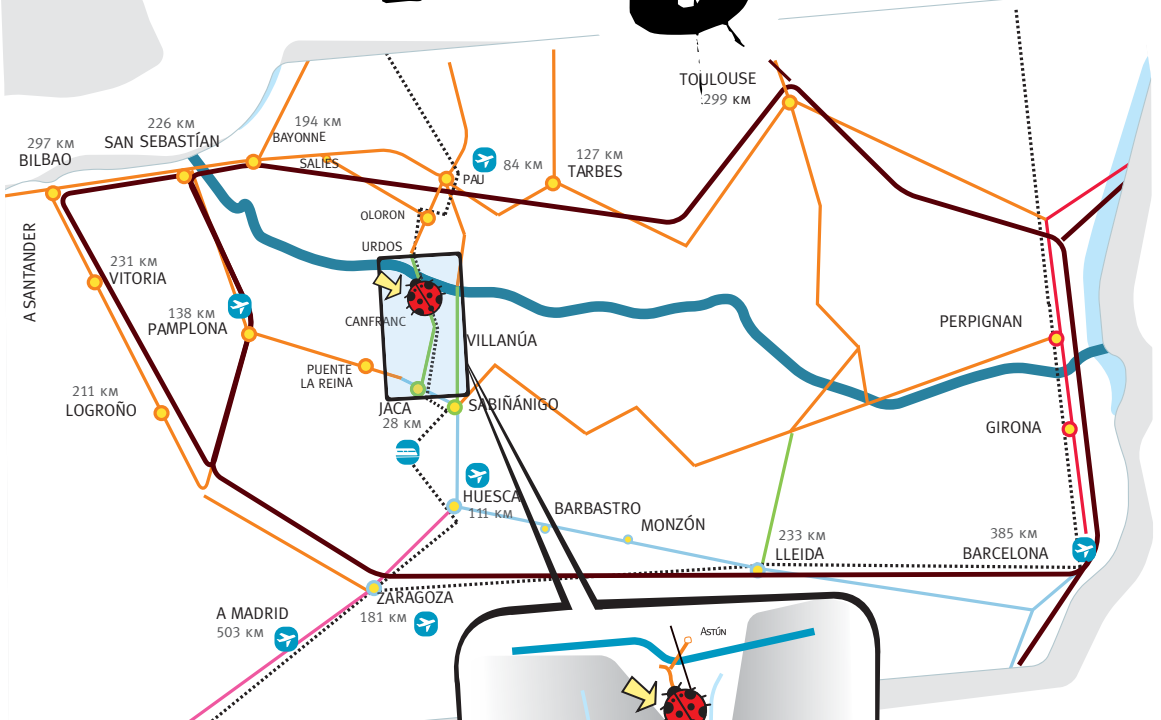 TOULOUSE
299 KM
226 KM
SAN SEBASTÍAN
194 KM
BAYONNE
SALIES
297 KM
BILBAO
127 KM
TARBES
84 KM
PAU
OLORON
URDOS
A SANTANDER
231 KM
VITORIA
138 KM
PAMPLONA
CANFRANC
VILLANÚA
PERPIGNAN
PUENTE
LA REINA
211 KM
LOGROÑO
JACA
28 KM
SABIÑÁNIGO
GIRONA
HUESCA
111 KM
BARBASTRO
MONZÓN
233 KM
LLEIDA
385 KM
BARCELONA
ZARAGOZA
181 KM
A MADRID
503 KM
ASTÚN